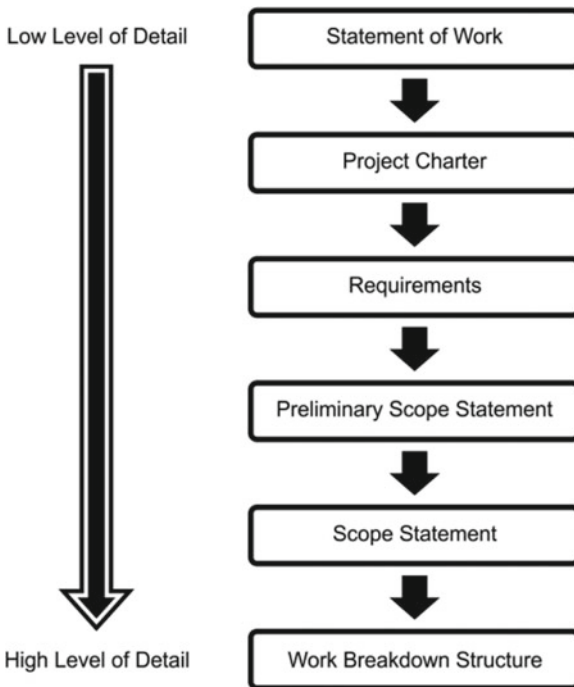 Low Level of Detail
Statement of Work
Project Charter
Requirements
Preliminary Scope Statement
Scope Statement
High Level of Detail
Work Breakdown Structure